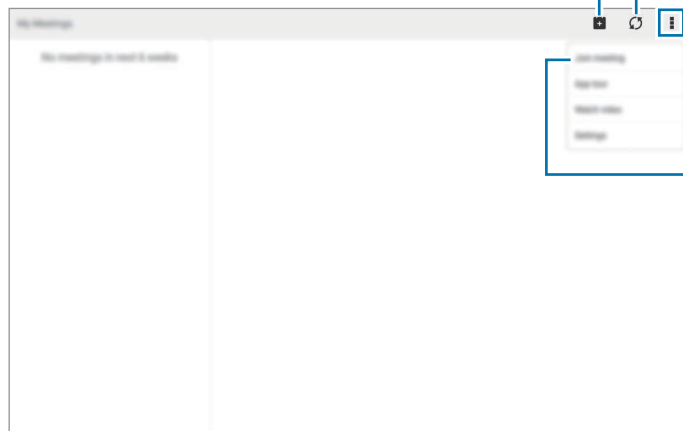 My Meetings
No meetings in next 6 weeks
Join meeting
App tour
Watch video
Settings